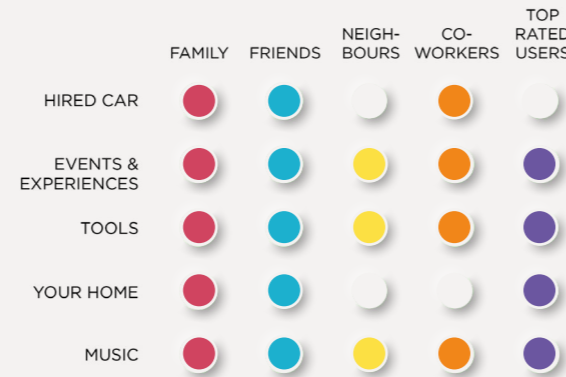 FAMILY
FRIENDS
NEIGH-
BOURS
CO-
WORKERS
TOP
RATED
USERS
HIRED CAR
EVENTS &
EXPERIENCES
TOOLS
YOUR HOME
MUSIC